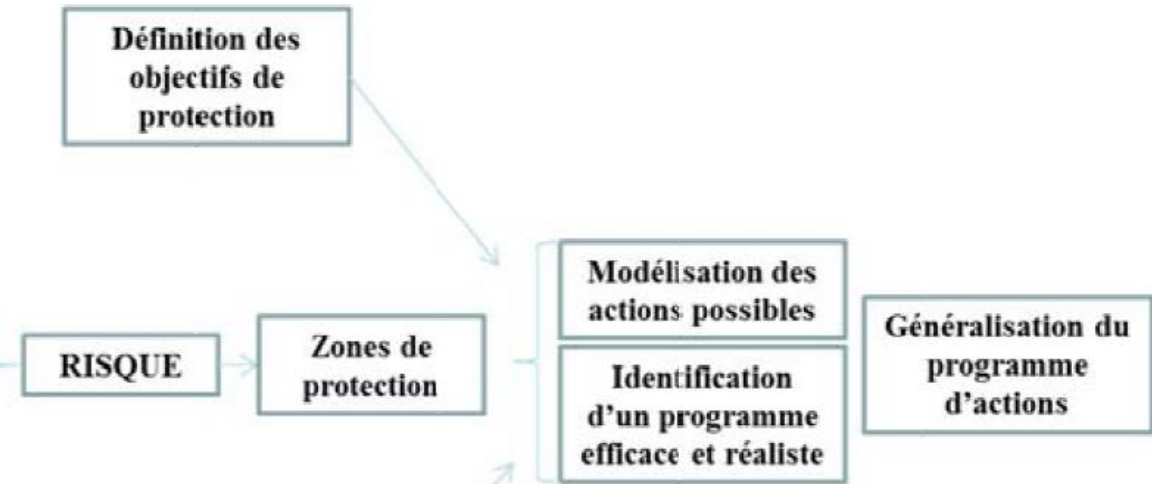 Définition des
objectifs de
protection
RISQUE
Zones de
protection
Modélisation des
actions possibles
Identification
d'un programme
efficace et réaliste
Généralisation du
programme
d'actions